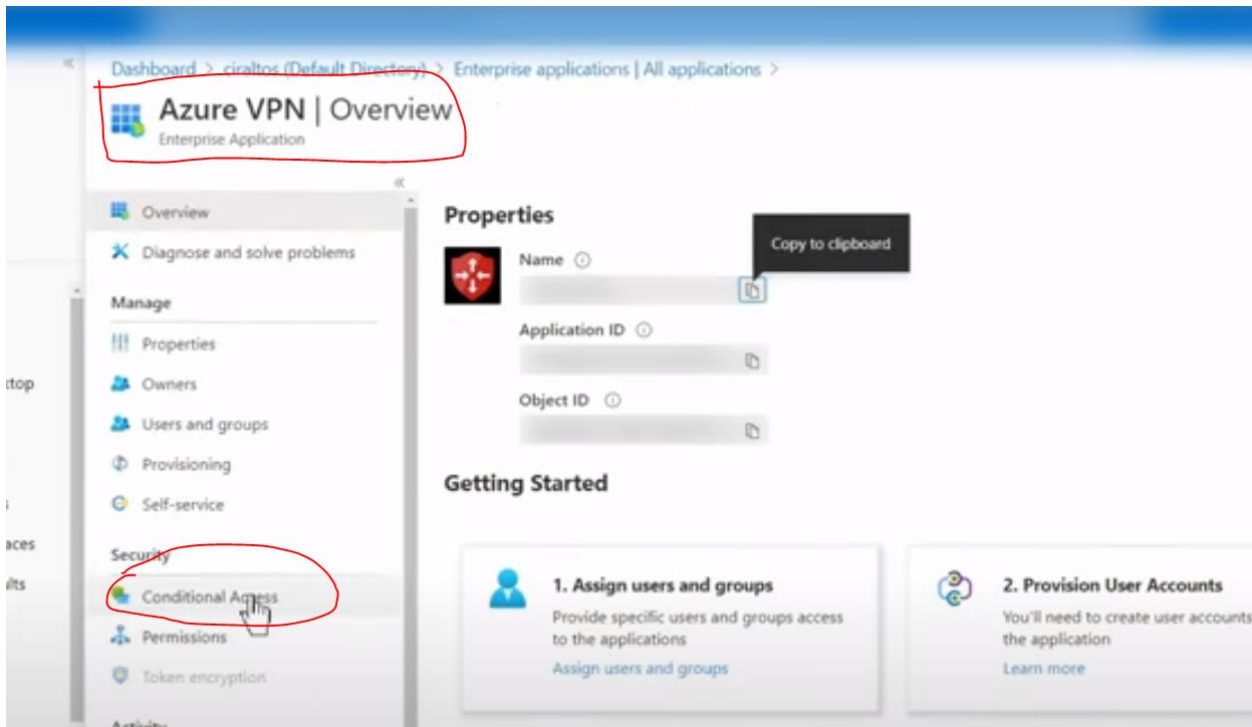 Dashboard > ciraltos (Default Directory) > Enterprise applications | All applications >
Azure VPN | Overview
Enterprise Application
Overview
Diagnose and solve problems
Manage
Properties
Owners
Users and groups
Provisioning
Self-service
Security
Conditional Access
Permissions
Token encryption
Properties
Copy to clipboard
Name
Application ID
Object ID
Getting Started
1. Assign users and groups
Provide specific users and groups access
to the applications
Assign users and groups
2. Provision User Accounts
You'll need to create user accounts
the application
Learn more